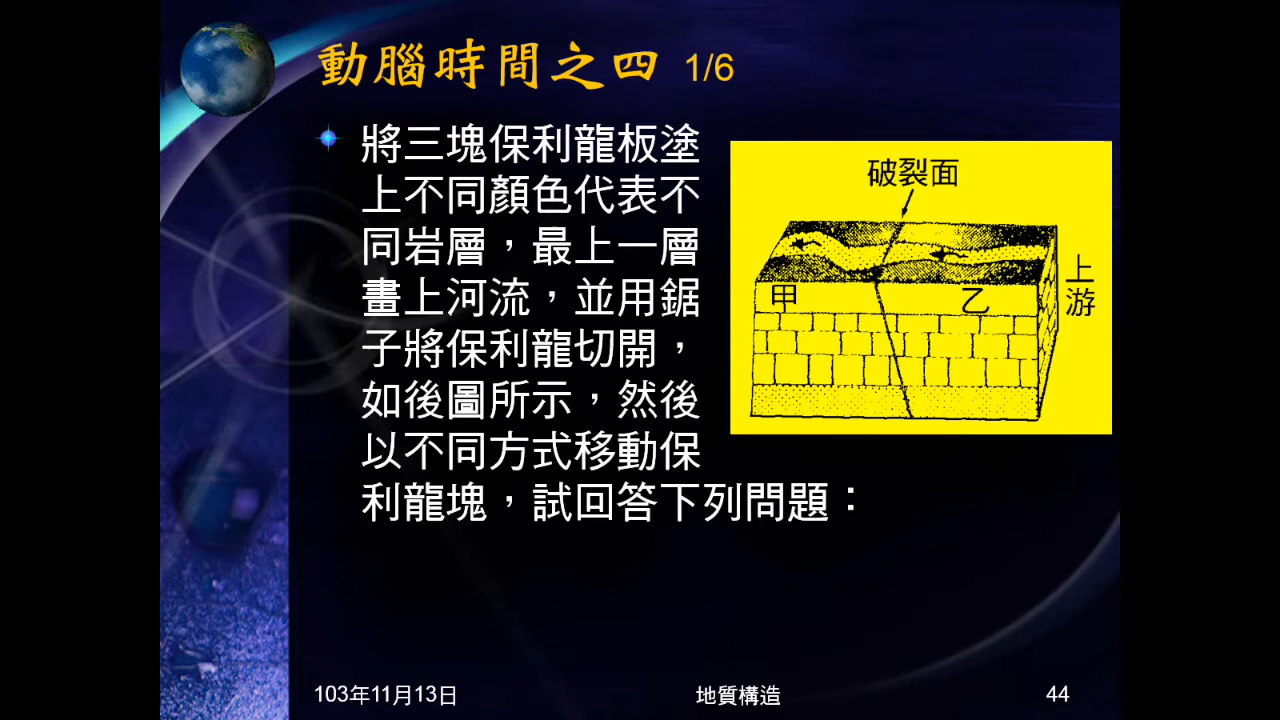 動腦時間之四 1/6
將三塊保利龍板塗
上不同顏色代表不
同岩層，最上一層
畫上河流，並用鋸
子將保利龍切開，
如後圖所示，然後
以不同方式移動保
利龍塊，試回答下列問題：
破裂面
甲
乙
上
游
103年11月13日
地質構造
44